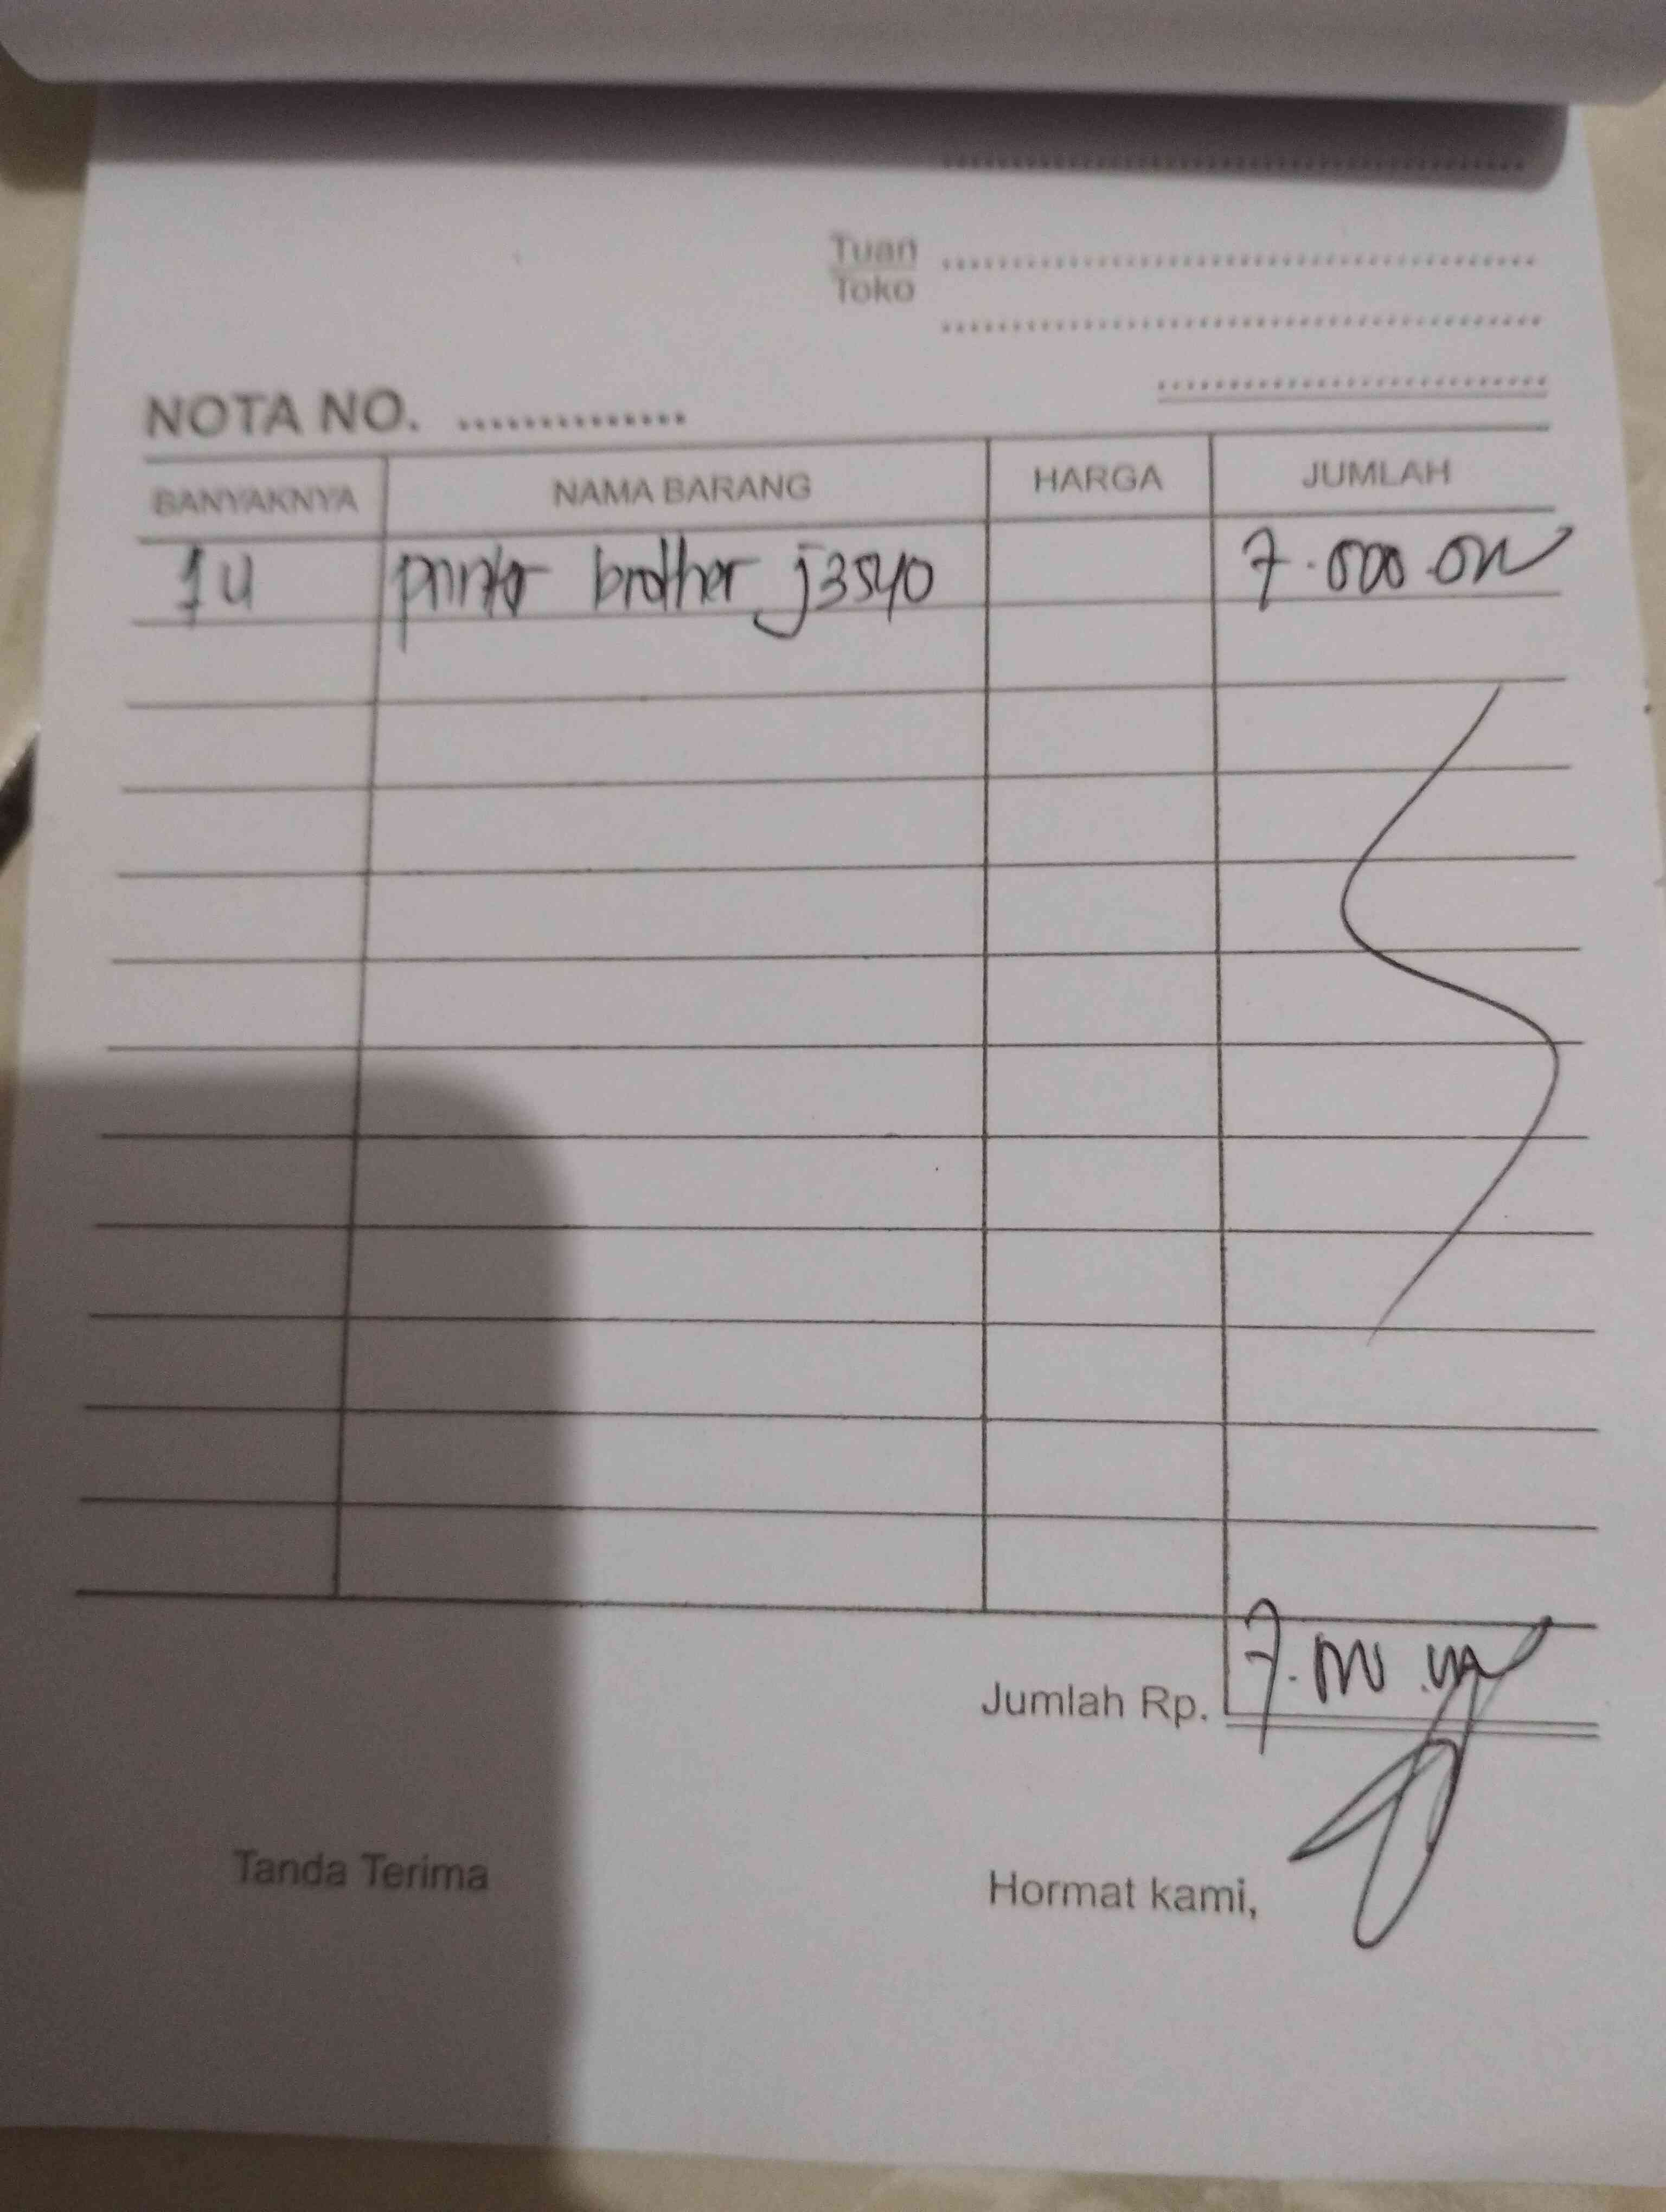 Tuan
Toko
NOTA NO. ..............
BANYAKNYA NAMA BARANG HARGA JUMLAH
1 U printer brother j3540 7.000.000
Jumlah Rp. 7.000.000
Tanda Terima
Hormat kami,